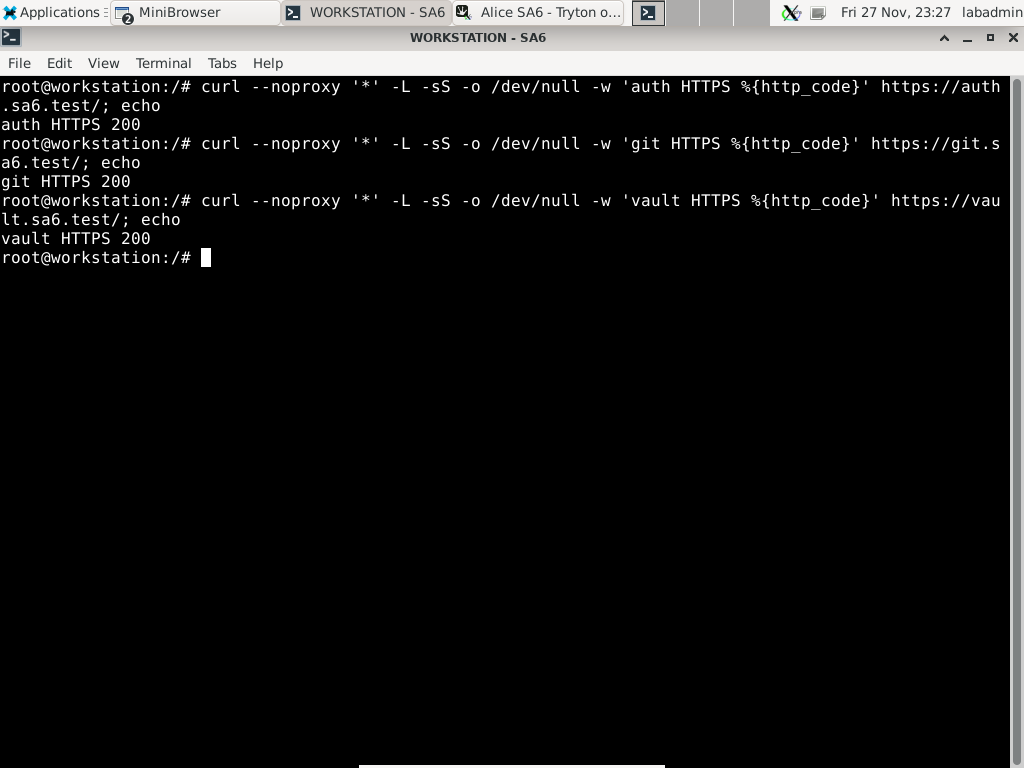 Applications
2
MiniBrowser
WORKSTATION - SA6
Alice SA6 - Tryton o...
Fri 27 Nov, 23:27
labadmin
WORKSTATION - SA6
File Edit View Terminal Tabs Help
root@workstation:/# curl --noproxy '*' -L -sS -o /dev/null -w 'auth HTTPS %{http_code}' https://auth
.sa6.test/; echo
auth HTTPS 200
root@workstation:/# curl --noproxy '*' -L -sS -o /dev/null -w 'git HTTPS %{http_code}' https://git.s
a6.test/; echo
git HTTPS 200
root@workstation:/# curl --noproxy '*' -L -sS -o /dev/null -w 'vault HTTPS %{http_code}' https://vau
lt.sa6.test/; echo
vault HTTPS 200
root@workstation:/#